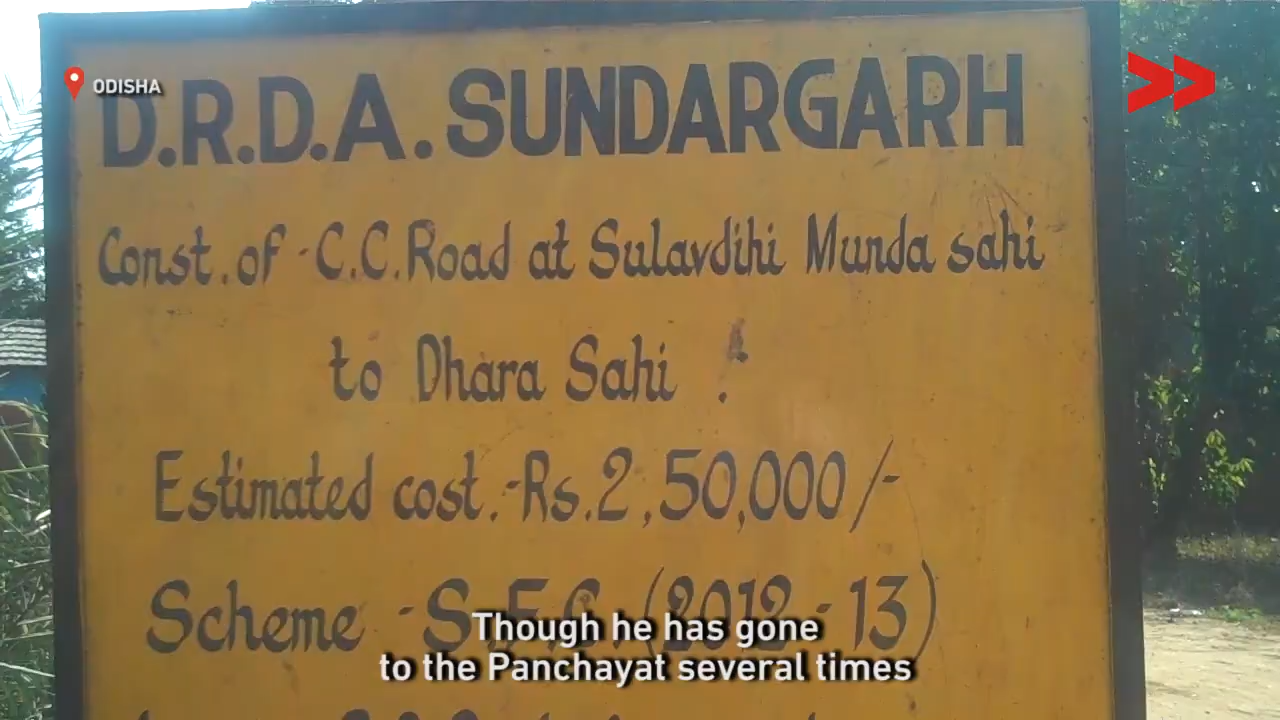 ODISHA
D.R.D.A. SUNDARGARH
Const. of - C.C. Road at Sulavdihi Munda sahi
to Dhara Sahi .
Estimated cost.-Rs.2,50,000/-
Scheme - S.F.C. (2012 - 13)
Though he has gone
to the Panchayat several times